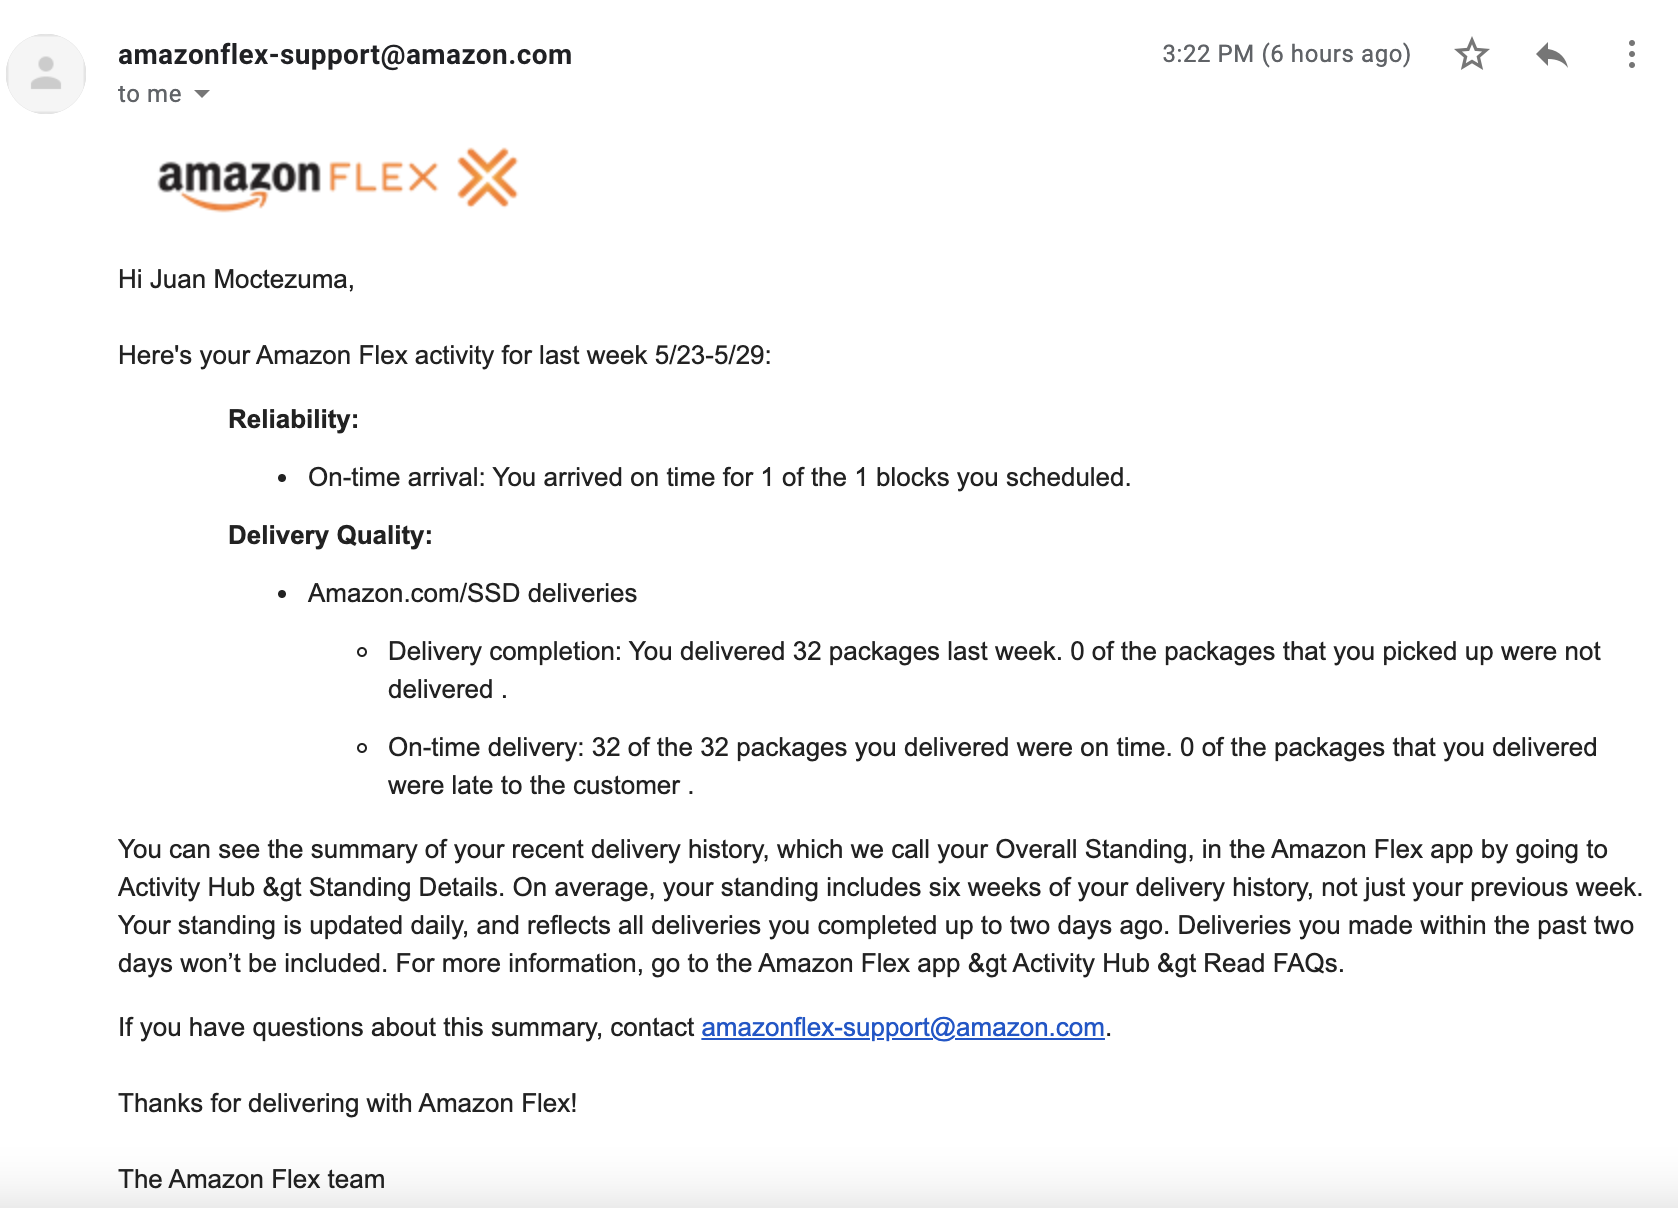 amazonflex-support@amazon.com
3:22 PM (6 hours ago)
to me
amazon FLEX
Hi Juan Moctezuma,
Here's your Amazon Flex activity for last week 5/23-5/29:
Reliability:
• On-time arrival: You arrived on time for 1 of the 1 blocks you scheduled.
Delivery Quality:
• Amazon.com/SSD deliveries
◦ Delivery completion: You delivered 32 packages last week. 0 of the packages that you picked up were not
delivered .
◦ On-time delivery: 32 of the 32 packages you delivered were on time. 0 of the packages that you delivered
were late to the customer .
You can see the summary of your recent delivery history, which we call your Overall Standing, in the Amazon Flex app by going to
Activity Hub &gt Standing Details. On average, your standing includes six weeks of your delivery history, not just your previous week.
Your standing is updated daily, and reflects all deliveries you completed up to two days ago. Deliveries you made within the past two
days won’t be included. For more information, go to the Amazon Flex app &gt Activity Hub &gt Read FAQs.
If you have questions about this summary, contact amazonflex-support@amazon.com.
Thanks for delivering with Amazon Flex!
The Amazon Flex team